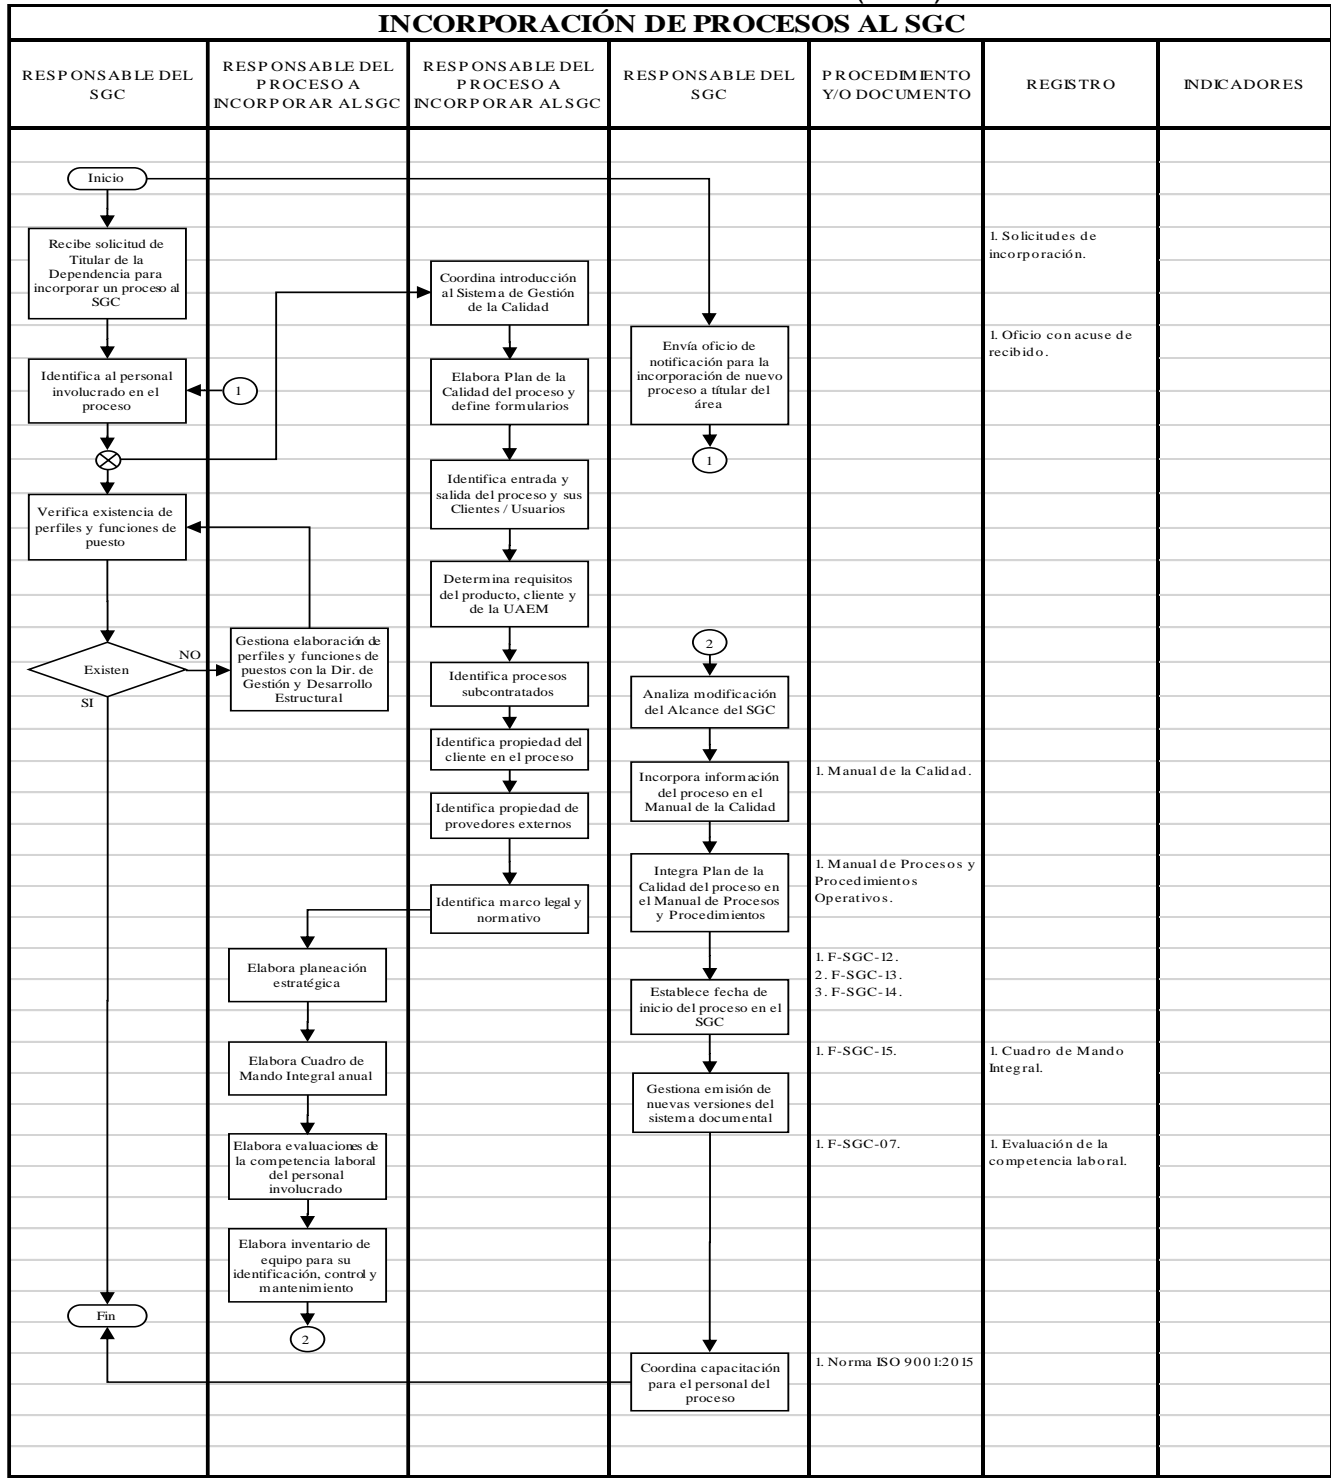 INCORPORACIÓN DE PROCESOS AL SGC
RESPONSABLE DEL
SGC
RESPONSABLE DEL
PROCESO A
INCORPORAR AL SGC
RESPONSABLE DEL
PROCESO A
INCORPORAR AL SGC
RESPONSABLE DEL
SGC
PROCEDIMIENTO
Y/O DOCUMENTO
REGISTRO
INDICADORES
Inicio
Recibe solicitud de
Titular de la
Dependencia para
incorporar un proceso al
SGC
Identifica al personal
involucrado en el
proceso
1
Verifica existencia de
perfiles y funciones de
puesto
Existen
NO
SI
Fin
Gestiona elaboración de
perfiles y funciones de
puestos con la Dir. de
Gestión y Desarrollo
Estructural
Elabora planeación
estratégica
Elabora Cuadro de
Mando Integral anual
Elabora evaluaciones de
la competencia laboral
del personal
involucrado
Elabora inventario de
equipo para su
identificación, control y
mantenimiento
2
Coordina introducción
al Sistema de Gestión
de la Calidad
Elabora Plan de la
Calidad del proceso y
define formularios
Identifica entrada y
salida del proceso y sus
Clientes / Usuarios
Determina requisitos
del producto, cliente y
de la UAEM
Identifica procesos
subcontratados
Identifica propiedad del
cliente en el proceso
Identifica propiedad de
provedores externos
Identifica marco legal y
normativo
Envía oficio de
notificación para la
incorporación de nuevo
proceso a títular del
área
1
2
Analiza modificación
del Alcance del SGC
Incorpora información
del proceso en el
Manual de la Calidad
Integra Plan de la
Calidad del proceso en
el Manual de Procesos
y Procedimientos
Establece fecha de
inicio del proceso en el
SGC
Gestiona emisión de
nuevas versiones del
sistema documental
Coordina capacitación
para el personal del
proceso
1. Manual de la Calidad.
1. Manual de Procesos y
Procedimientos
Operativos.
1. F-SGC-12.
2. F-SGC-13.
3. F-SGC-14.
1. F-SGC-15.
1. F-SGC-07.
1. Norma ISO 9001:2015
1. Solicitudes de
incorporación.
1. Oficio con acuse de
recibido.
1. Cuadro de Mando
Integral.
1. Evaluación de la
competencia laboral.